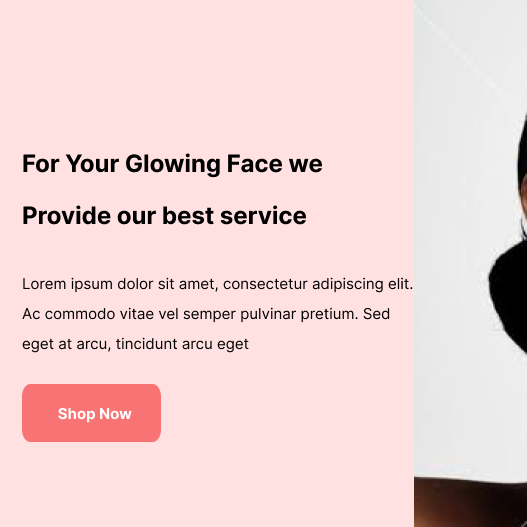 For Your Glowing Face we
Provide our best service
Lorem ipsum dolor sit amet, consectetur adipiscing elit.
Ac commodo vitae vel semper pulvinar pretium. Sed
eget at arcu, tincidunt arcu eget
Shop Now